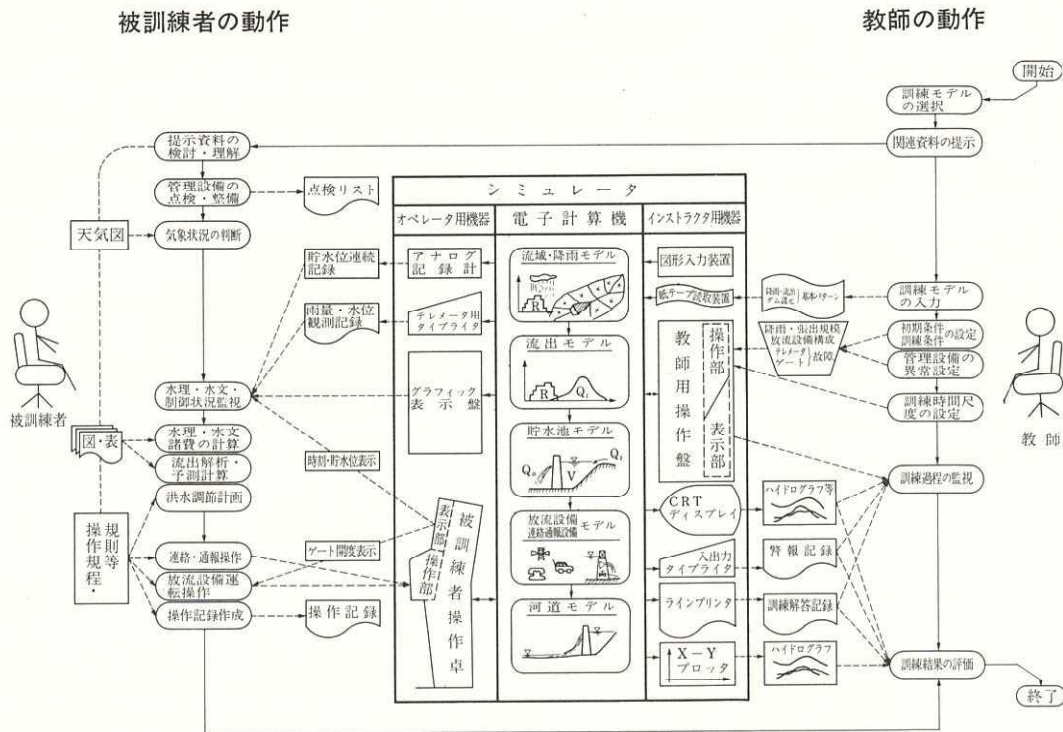 被訓練者の動作
教師の動作
開始
訓練モデル
の選択
関連資料の提示
提示資料の
検討・理解
管理設備の
点検・整備
点検リスト
天気図
気象状況の判断
シミュレータ
オペレータ用機器
電子計算機
インストラクタ用機器
貯水位連続
記録
アナログ
記録計
流域・降雨モデル
R
図形入力装置
紙テープ読取装置
降雨・流出
ダム諸元
基本パターン
訓練モデル
の入力
雨量・水位
観測記録
テレメータ用
タイプライタ
流出モデル
R
Qi
教師用操作盤
操作部
表示部
降雨・張出規模
放流設備構成
テレメータ
ゲート
故障
初期条件
訓練条件
の設定
管理設備の
異常設定
訓練時間尺
度の設定
被訓練者
水理・水文・
制御状況監視
グラフィック
表示盤
教師
図・表
水理・水文
諸費の計算
流出解析・
予測計算
時刻・貯水位表示
貯水池モデル
Qo
V
Qi
訓練過程の監視
洪水調節計画
規則等
操作規程・
表示部
操作部
被訓練者操作卓
放流設備
連絡通報設備
モデル
CRT
ディスプレイ
ハイドログラフ等
連絡・通報操作
ゲート開度表示
入出力
タイプライタ
警報記録
放流設備運
転操作
操作記録作成
操作記録
河道モデル
ラインプリンタ
訓練解答記録
X-Y
プロッタ
ハイドログラフ
訓練結果の評価
終了